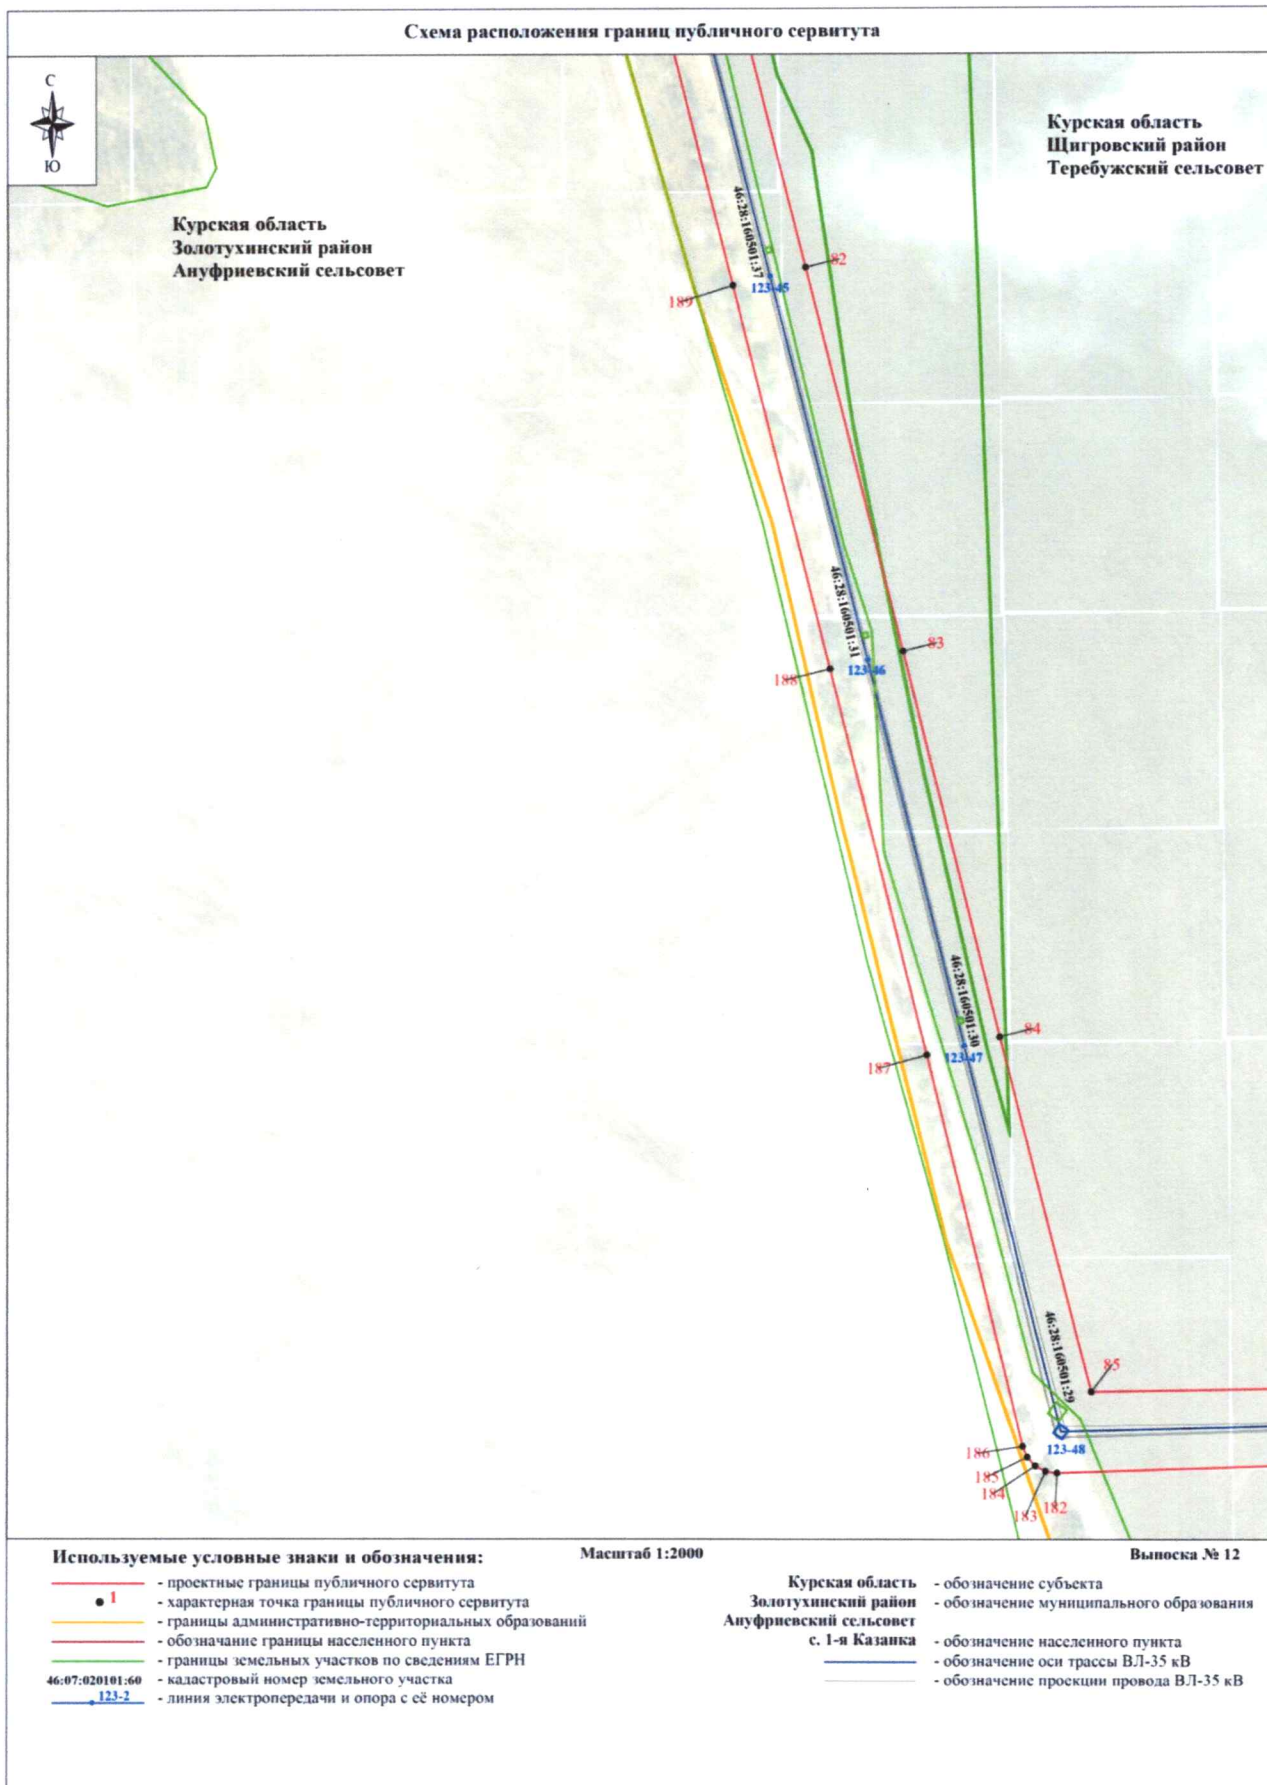 Схема расположения границ публичного сервитута
С
Ю
Курская область
Щигровский район
Теребужский сельсовет
Курская область
Золотухинский район
Ануфриевский сельсовет
46:28:160501:37
82
123-45
189
46:28:160501:31
83
123-46
188
46:28:160501:30
84
123-47
187
46:28:160501:29
85
186
123-48
185
184
183
182
Используемые условные знаки и обозначения:
Масштаб 1:2000
Выноска № 12
- проектные границы публичного сервитута
1 - характерная точка границы публичного сервитута
- границы административно-территориальных образований
- обозначание границы населенного пункта
- границы земельных участков по сведениям ЕГРН
46:07:020101:60 - кадастровый номер земельного участка
123-2 - линия электропередачи и опора с её номером
Курская область - обозначение субъекта
Золотухинский район - обозначение муниципального образования
Ануфриевский сельсовет
с. 1-я Казанка - обозначение населенного пункта
- обозначение оси трассы ВЛ-35 кВ
- обозначение проекции провода ВЛ-35 кВ